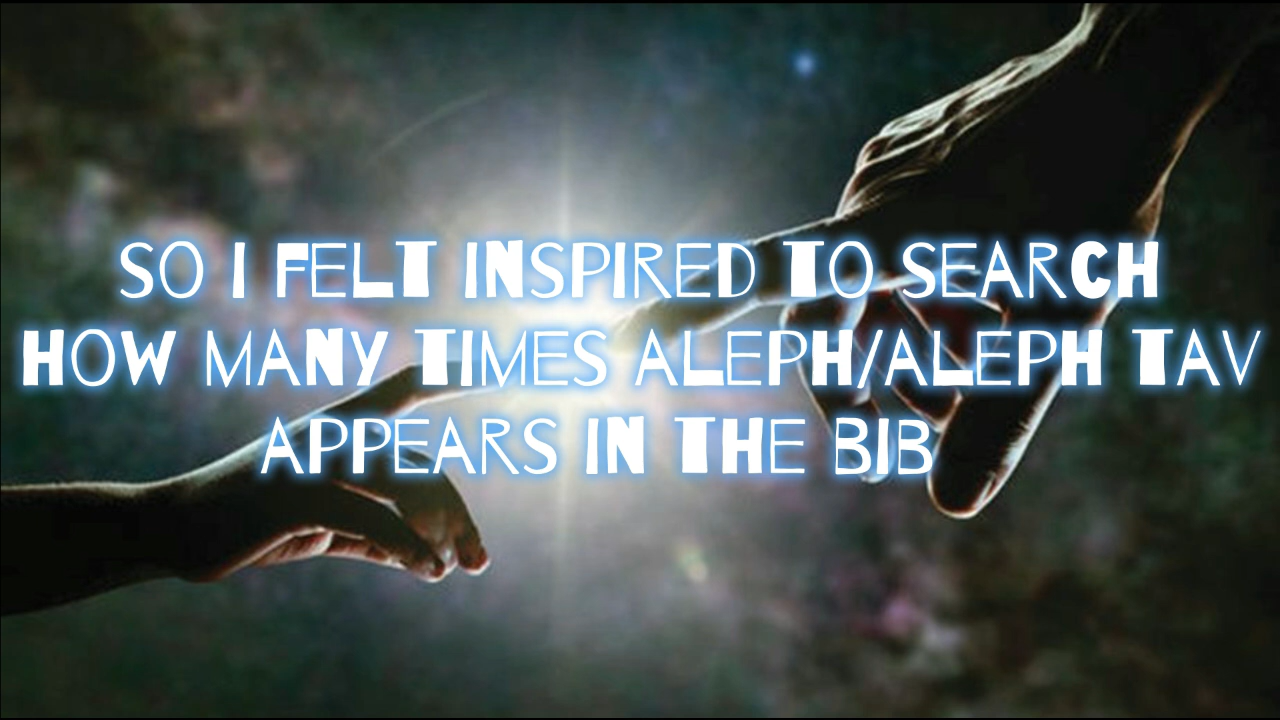 SO I FELT INSPIRED TO SEARCH
HOW MANY TIMES ALEPH/ALEPH TAV
APPEARS IN THE BIB